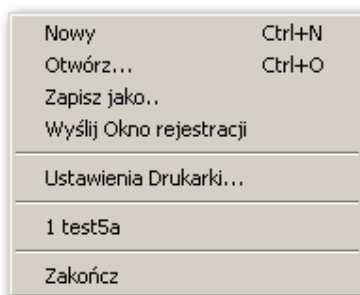 Nowy Ctrl+N
Otwórz... Ctrl+O
Zapisz jako..
Wyślij Okno rejestracji
Ustawienia Drukarki...
1 test5a
Zakończ